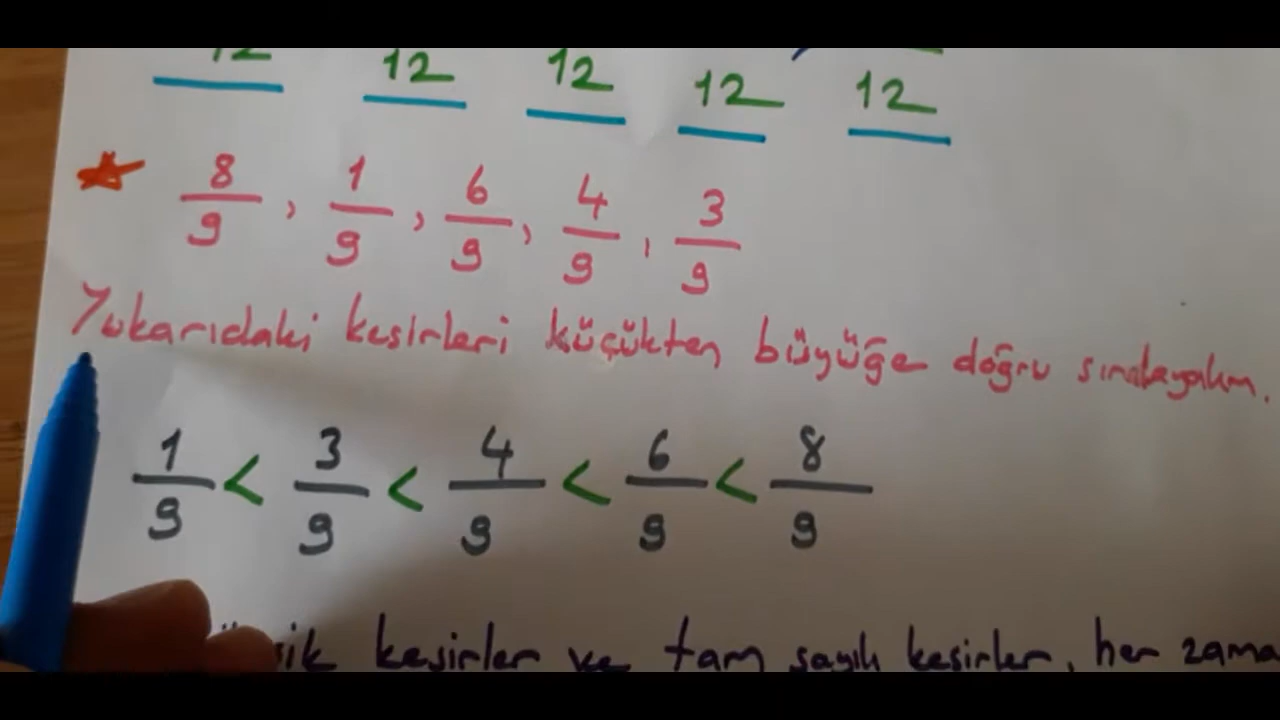 12 12 12 12 12
8/9, 1/9, 6/9, 4/9, 3/9
Yukarıdaki kesirleri küçükten büyüğe doğru sıralayalım.
1/9 < 3/9 < 4/9 < 6/9 < 8/9
kesirler ve tam sayılı kesirler, her